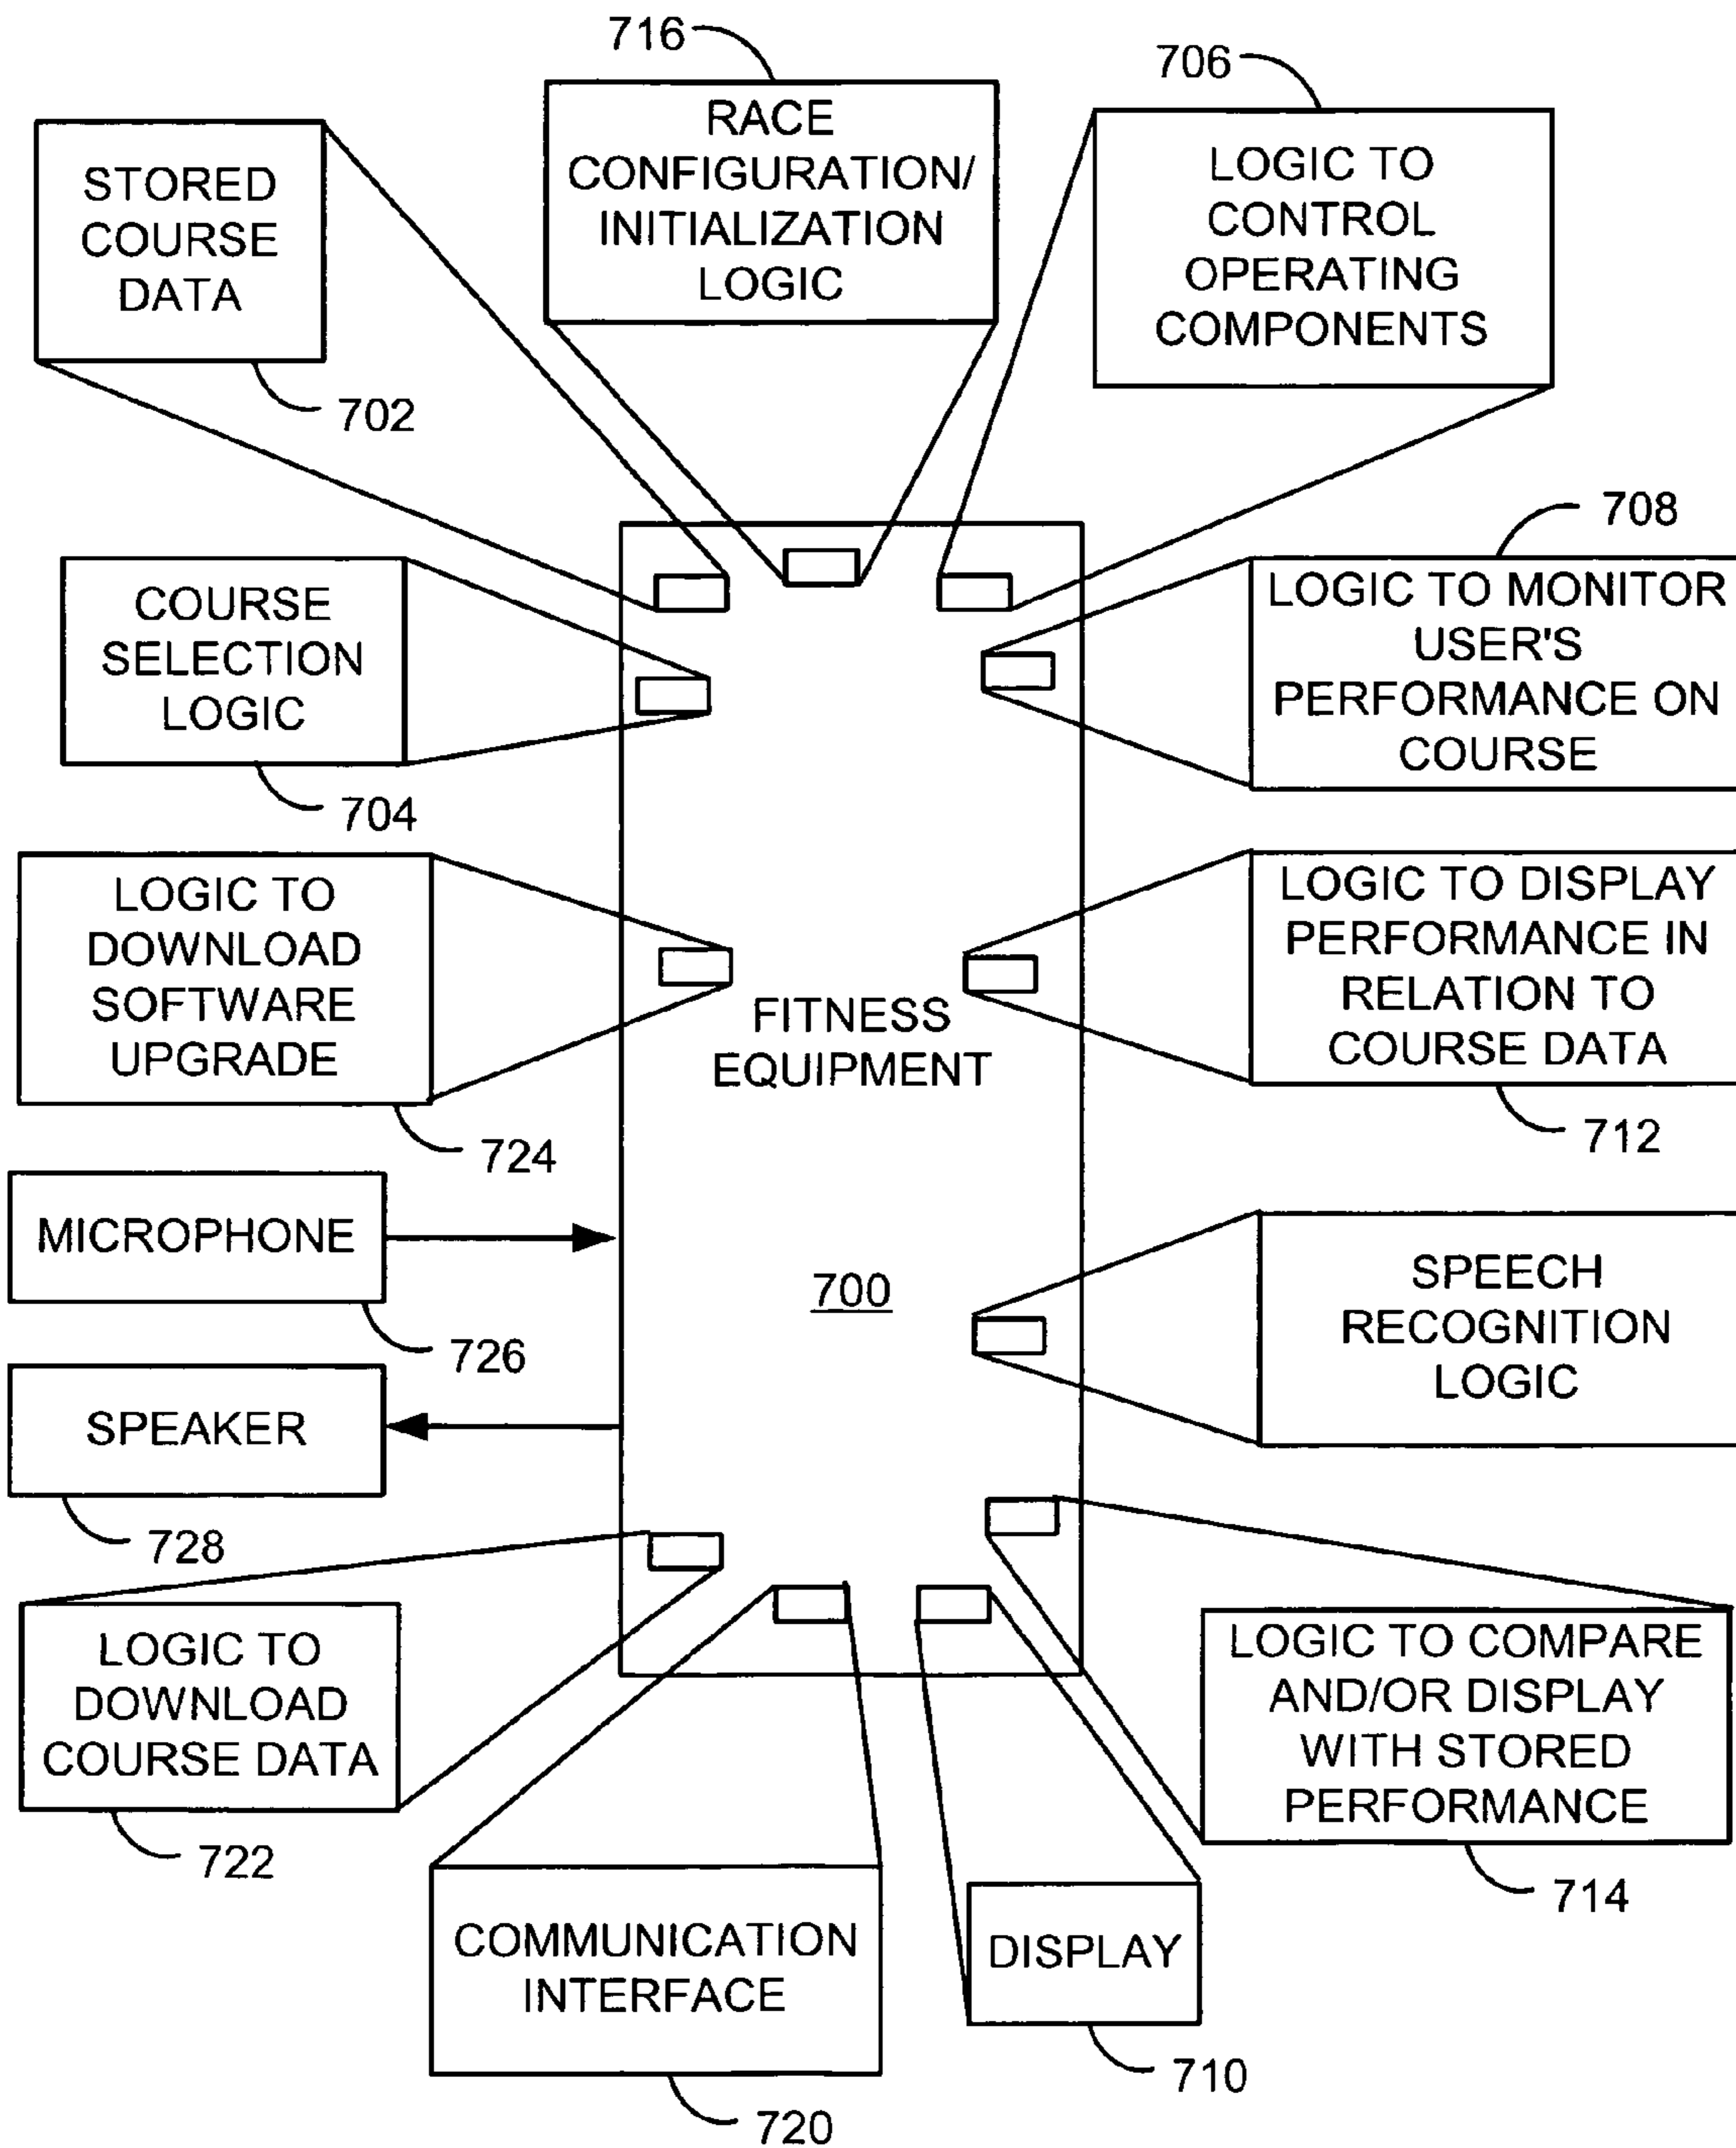 716
RACE
CONFIGURATION/
INITIALIZATION
LOGIC
706
LOGIC TO
CONTROL
OPERATING
COMPONENTS
STORED
COURSE
DATA
702
708
LOGIC TO MONITOR
USER'S
PERFORMANCE ON
COURSE
COURSE
SELECTION
LOGIC
704
LOGIC TO DISPLAY
PERFORMANCE IN
RELATION TO
COURSE DATA
712
LOGIC TO
DOWNLOAD
SOFTWARE
UPGRADE
724
FITNESS
EQUIPMENT
700
MICROPHONE
726
SPEECH
RECOGNITION
LOGIC
SPEAKER
728
LOGIC TO
DOWNLOAD
COURSE DATA
722
LOGIC TO COMPARE
AND/OR DISPLAY
WITH STORED
PERFORMANCE
714
COMMUNICATION
INTERFACE
720
DISPLAY
710